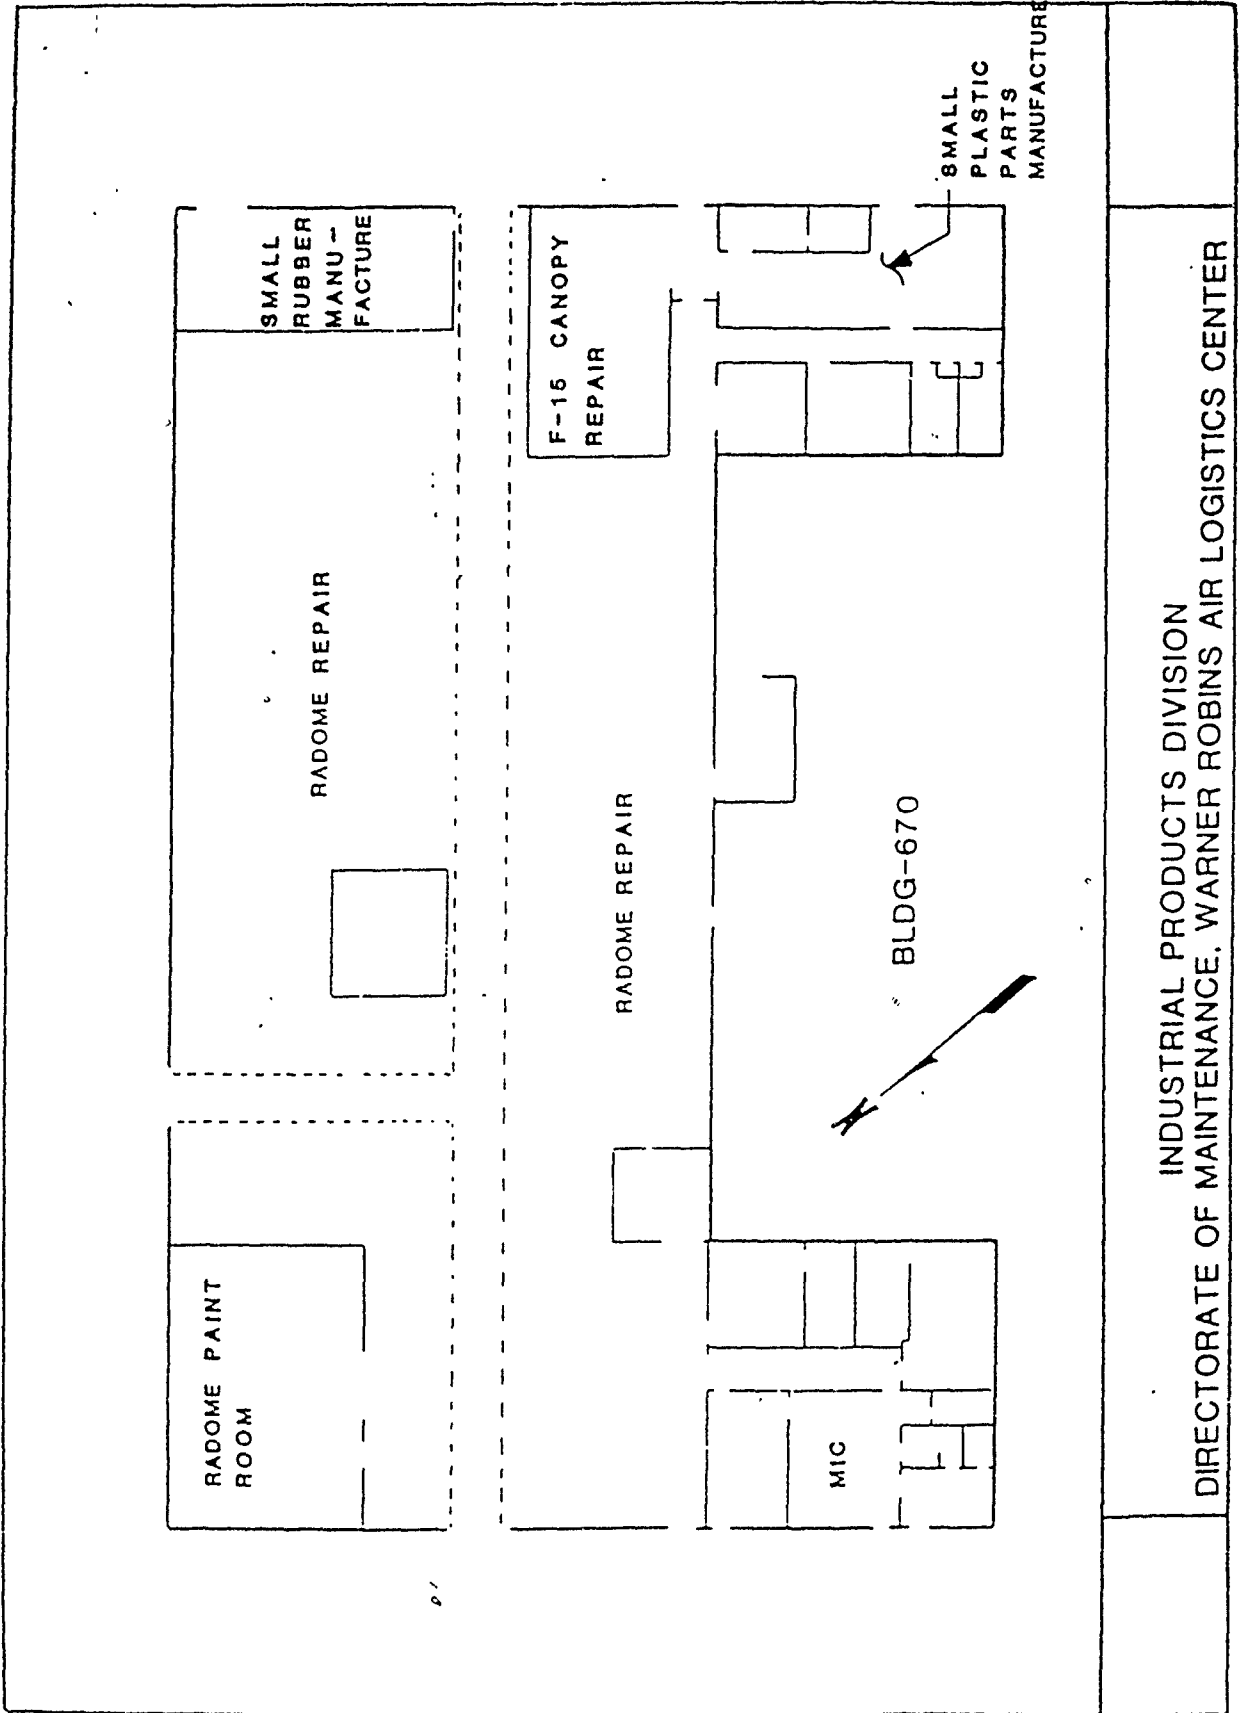 RADOME PAINT
ROOM
RADOME REPAIR
SMALL
RUBBER
MANU-
FACTURE
RADOME REPAIR
F-15 CANOPY
REPAIR
MIC
BLDG-670
SMALL
PLASTIC
PARTS
MANUFACTURE
INDUSTRIAL PRODUCTS DIVISION
DIRECTORATE OF MAINTENANCE, WARNER ROBINS AIR LOGISTICS CENTER